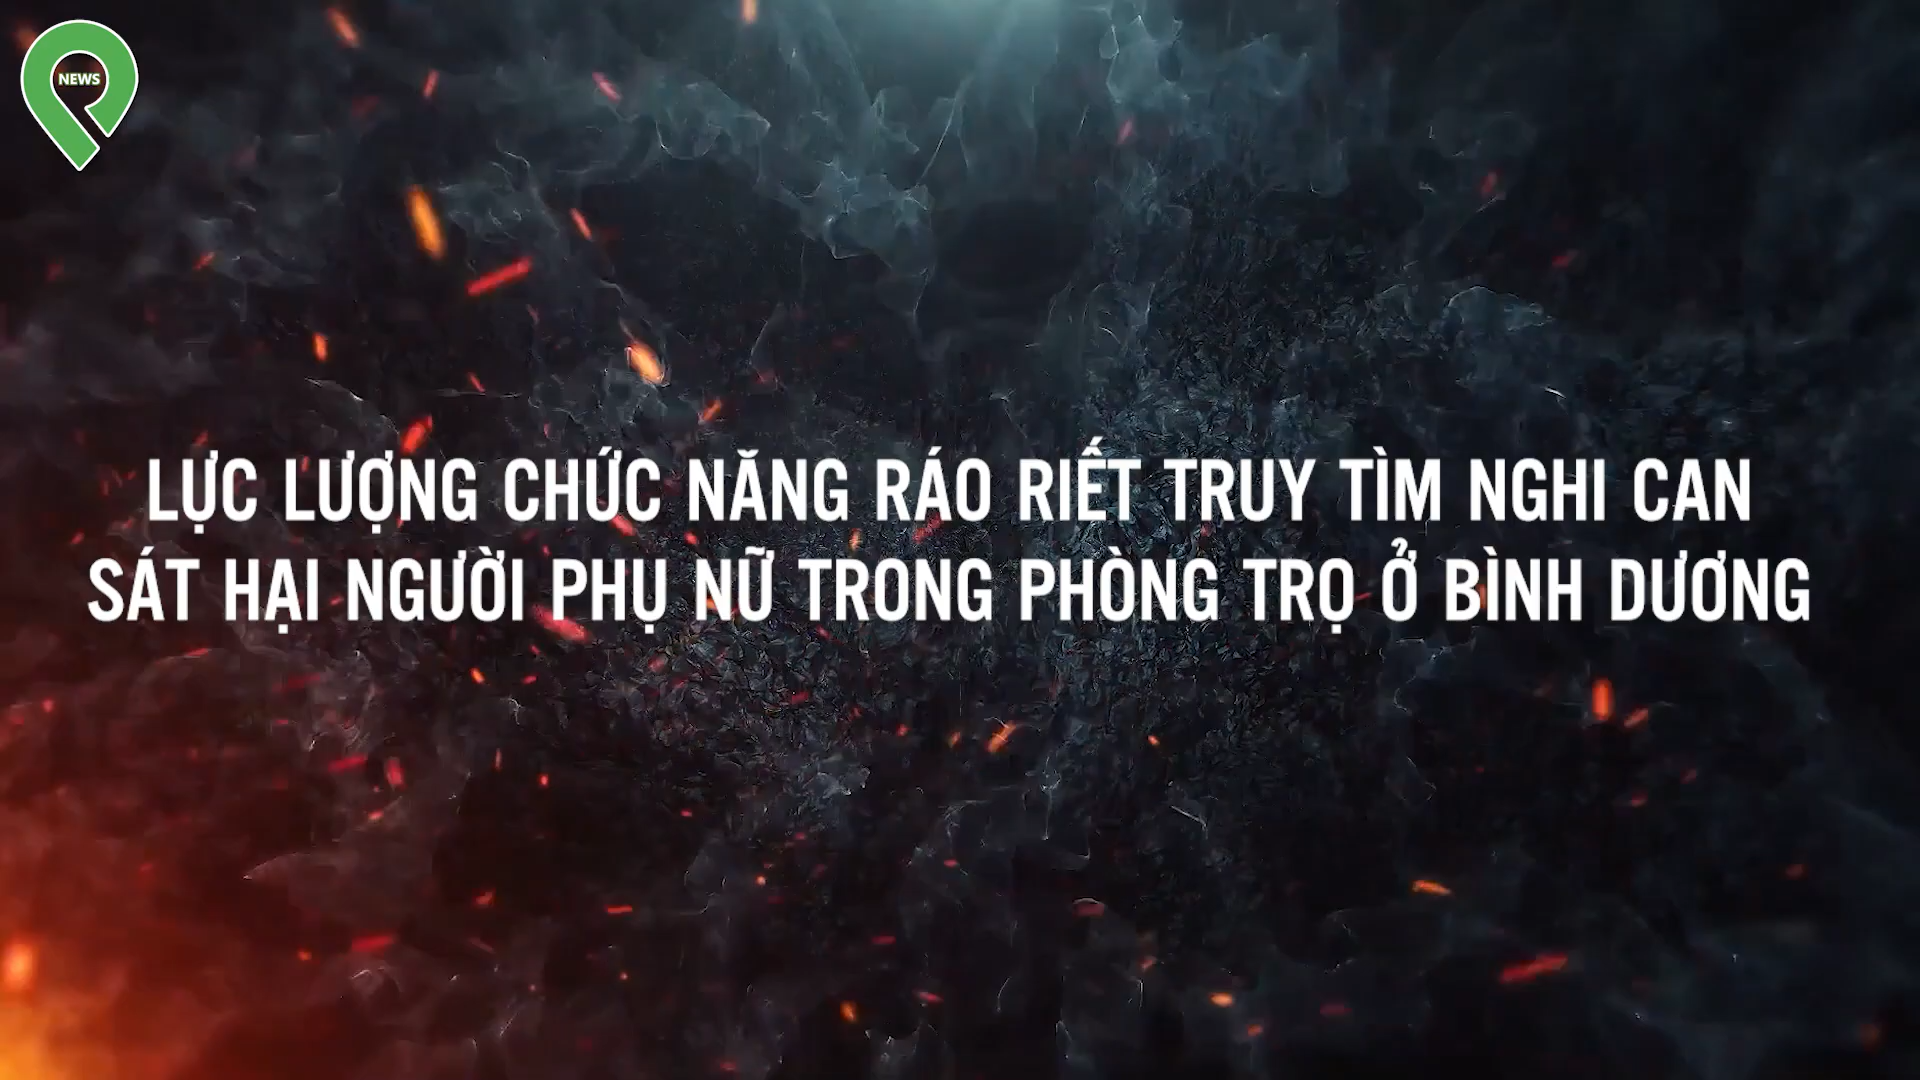 NEWS
LỰC LƯỢNG CHỨC NĂNG RÁO RIẾT TRUY TÌM NGHI CAN
SÁT HẠI NGƯỜI PHỤ NỮ TRONG PHÒNG TRỌ Ở BÌNH DƯƠNG